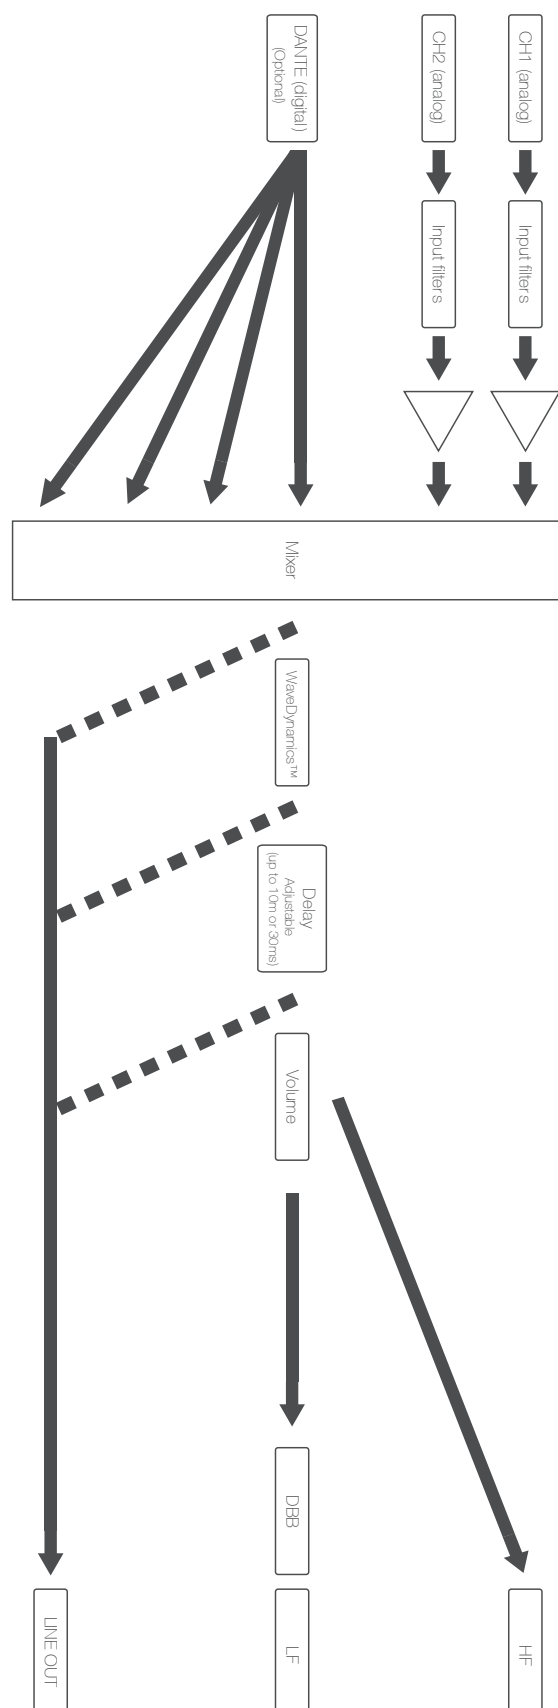 CH1 (analog)
CH2 (analog)
DANTE (digital)
(Optional)
Input filters
Input filters
Mixer
WaveDynamics™
Delay
Adjustable
(up to 10m or 30ms)
Volume
DBB
LINE OUT
LF
HF